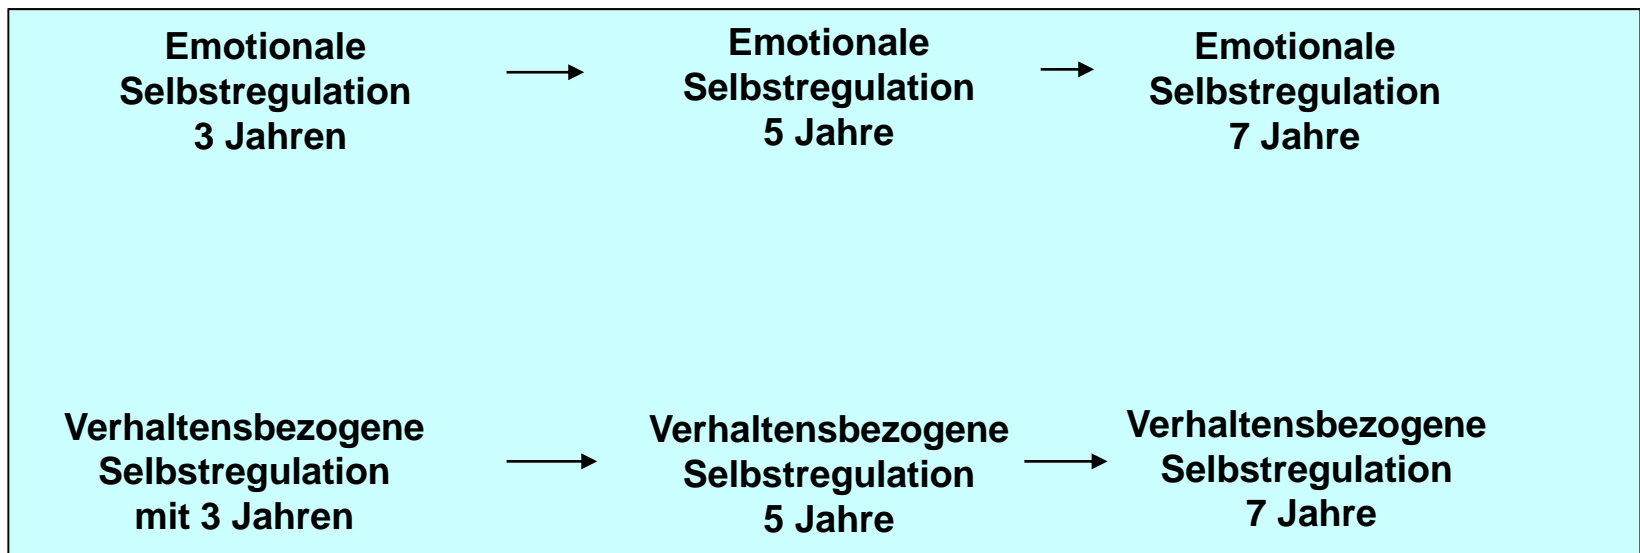 Emotionale
Selbstregulation
3 Jahren
Emotionale
Selbstregulation
5 Jahre
Emotionale
Selbstregulation
7 Jahre
Verhaltensbezogene
Selbstregulation
mit 3 Jahren
Verhaltensbezogene
Selbstregulation
5 Jahre
Verhaltensbezogene
Selbstregulation
7 Jahre